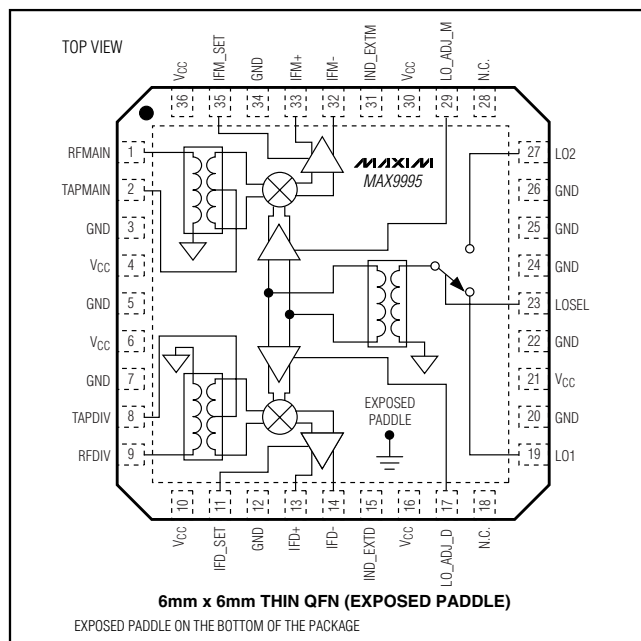 TOP VIEW
VCC
IFM_SET
GND
IFM+
IFM-
IND_EXTM
VCC
LO_ADJ_M
N.C.
36
35
34
33
32
31
30
29
28
RFMAIN 1
TAPMAIN 2
GND 3
VCC 4
GND 5
VCC 6
GND 7
TAPDIV 8
RFDIV 9
MAXIM
MAX9995
27 LO2
26 GND
25 GND
24 GND
23 LOSEL
22 GND
21 VCC
20 GND
19 LO1
EXPOSED
PADDLE
10
11
12
13
14
15
16
17
18
VCC
IFD_SET
GND
IFD+
IFD-
IND_EXTD
VCC
LO_ADJ_D
N.C.
6mm x 6mm THIN QFN (EXPOSED PADDLE)
EXPOSED PADDLE ON THE BOTTOM OF THE PACKAGE